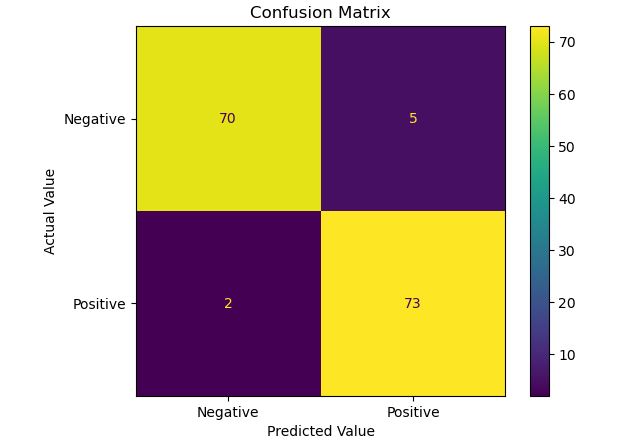 Confusion Matrix
Negative
70
5
Positive
2
73
Negative
Positive
Predicted Value
Actual Value
70
60
50
40
30
20
10